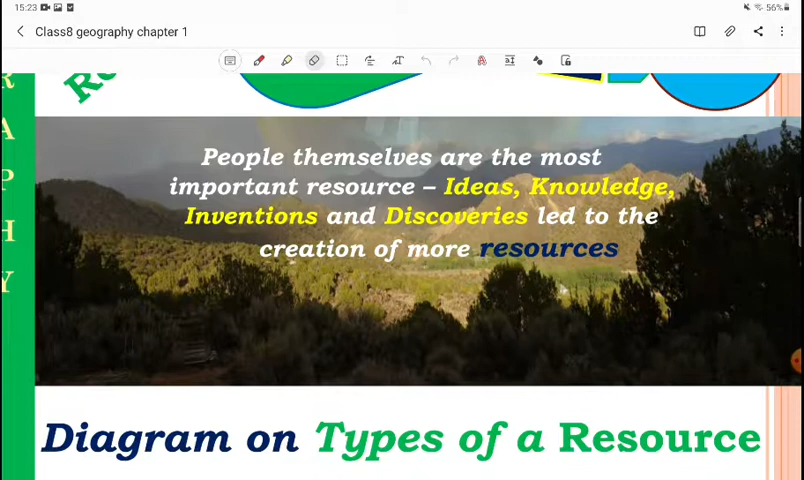 15:23
56%
Class8 geography chapter 1
R
A
P
H
Y
People themselves are the most
important resource – Ideas, Knowledge,
Inventions and Discoveries led to the
creation of more resources
Diagram on Types of a Resource